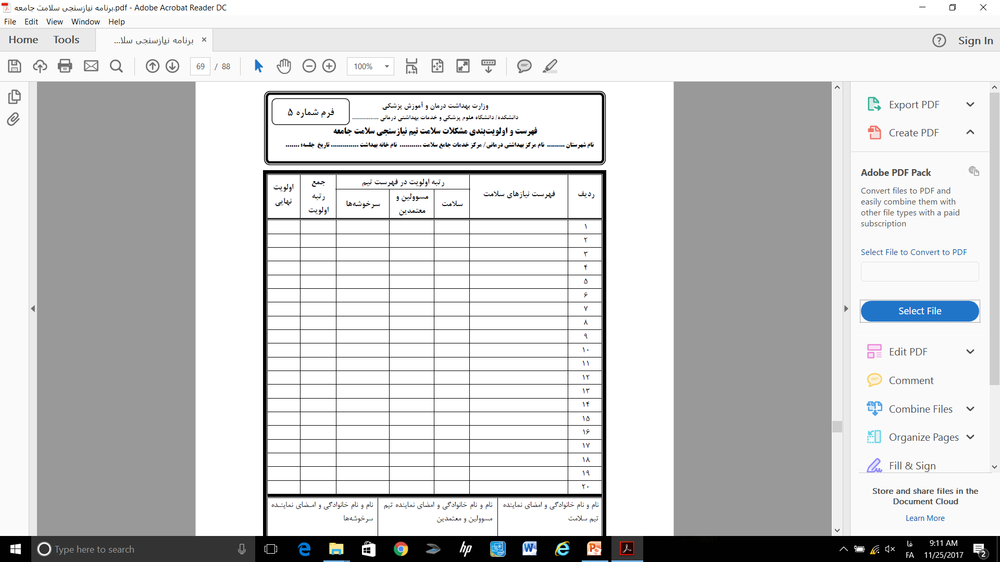 برنامه نیازسنجی سلامت جامعه.pdf - Adobe Acrobat Reader DC
File Edit View Window Help
Home Tools برنامه نیازسنجی سلا... × Sign In
69 / 88 100%
وزارت بهداشت درمان و آموزش پزشکی
فرم شماره ۵
دانشکده/ دانشگاه علوم پزشکی و خدمات بهداشتی درمانی ..................
فهرست و اولویت‌بندی مشکلات سلامت تیم نیازسنجی سلامت جامعه
نام شهرستان ......... نام مرکز بهداشتی درمانی/ مرکز خدمات جامع سلامت ........... نام خانه بهداشت .............. تاریخ جلسه: .......
ردیف
فهرست نیازهای سلامت
رتبه اولویت در فهرست تیم
سلامت
مسوولین و
معتمدین
سرخوشه‌ها
جمع
رتبه
اولویت
اولویت
نهایی
۱
۲
۳
۴
۵
۶
۷
۸
۹
۱۰
۱۱
۱۲
۱۳
۱۴
۱۵
۱۶
۱۷
۱۸
۱۹
۲۰
نام و نام خانوادگی و امضای نماینده
تیم سلامت
نام و نام خانوادگی و امضای نماینده تیم
مسوولین و معتمدین
نام و نام خانوادگی و امضای نماینده
سرخوشه‌ها
Export PDF
Create PDF
Adobe PDF Pack
Convert files to PDF and
easily combine them with
other file types with a paid
subscription
Select File to Convert to PDF
Select File
Edit PDF
Comment
Combine Files
Organize Pages
Fill & Sign
Store and share files in the
Document Cloud
Learn More
Type here to search
فا
FA
9:11 AM
11/25/2017
2